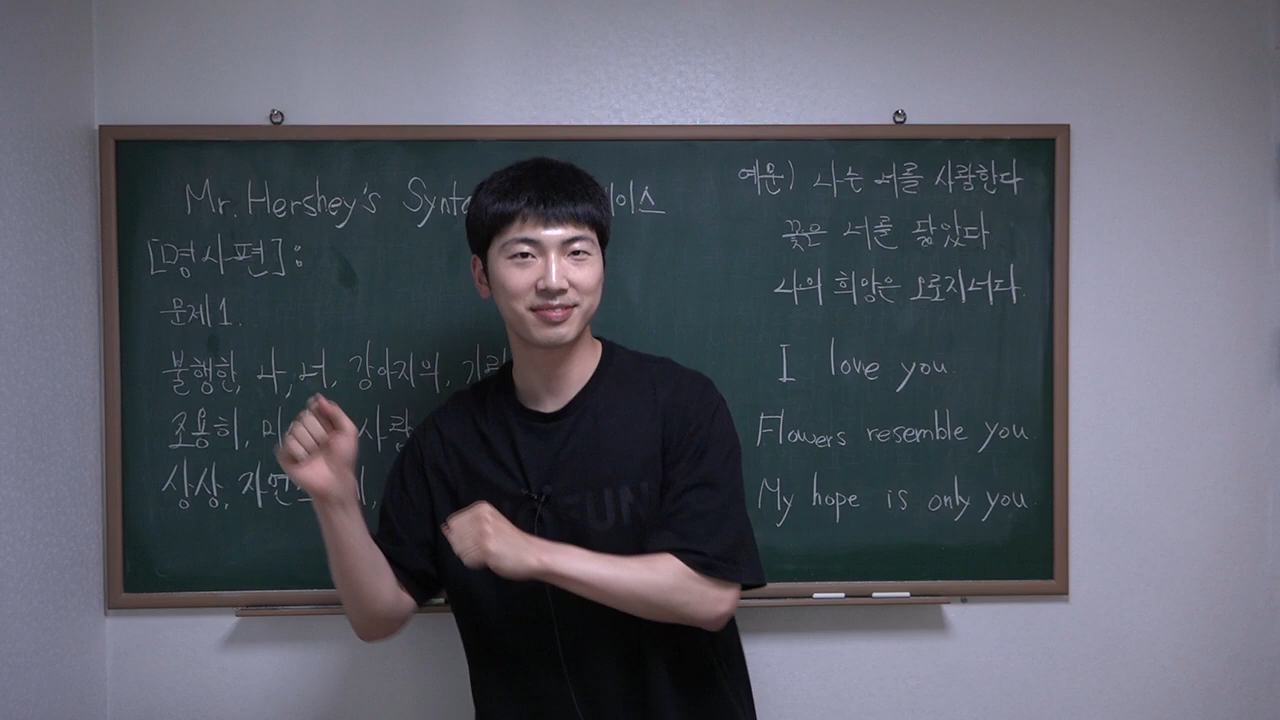 Mr. Hershey's 이스
[명사편]:
문제 1.
불행한, 나, 너, 강아지의,
조용히, 사람
상상,
예문) 나는 너를 사랑한다
꽃은 너를 닮았다
나의 희망은 오로지 너다.
I love you.
Flowers resemble you.
My hope is only you.
FUN